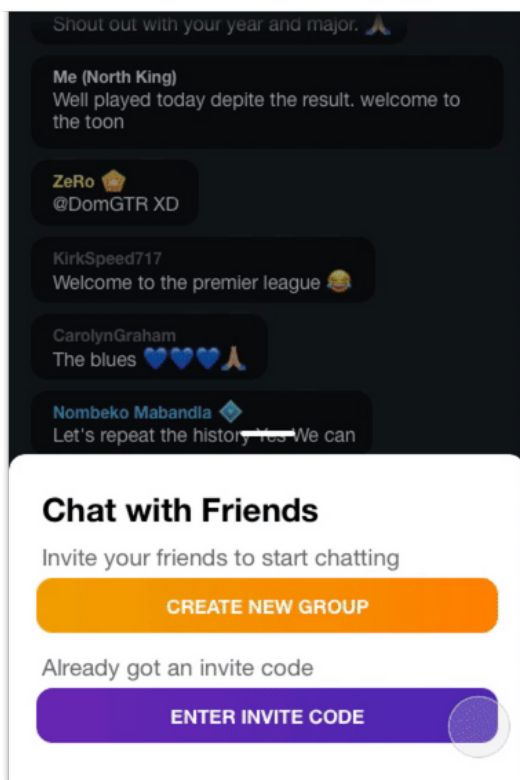 Shout out with your year and major. 🙏🏽
Me (North King)
Well played today depite the result. welcome to
the toon
ZeRo
@DomGTR XD
KirkSpeed717
Welcome to the premier league 😂
CarolynGraham
The blues 💙💙💙🙏🏽
Nombeko Mabandla
Let's repeat the history Yes We can
Chat with Friends
Invite your friends to start chatting
CREATE NEW GROUP
Already got an invite code
ENTER INVITE CODE